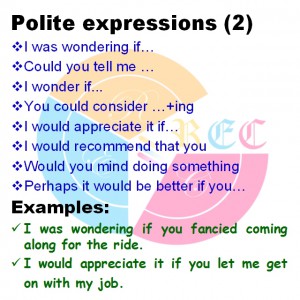 Polite expressions (2)
I was wondering if…
Could you tell me …
I wonder if...
You could consider …+ing
I would appreciate it if…
I would recommend that you
Would you mind doing something
Perhaps it would be better if you…
Examples:
I was wondering if you fancied coming
along for the ride.
I would appreciate it if you let me get
on with my job.
REC